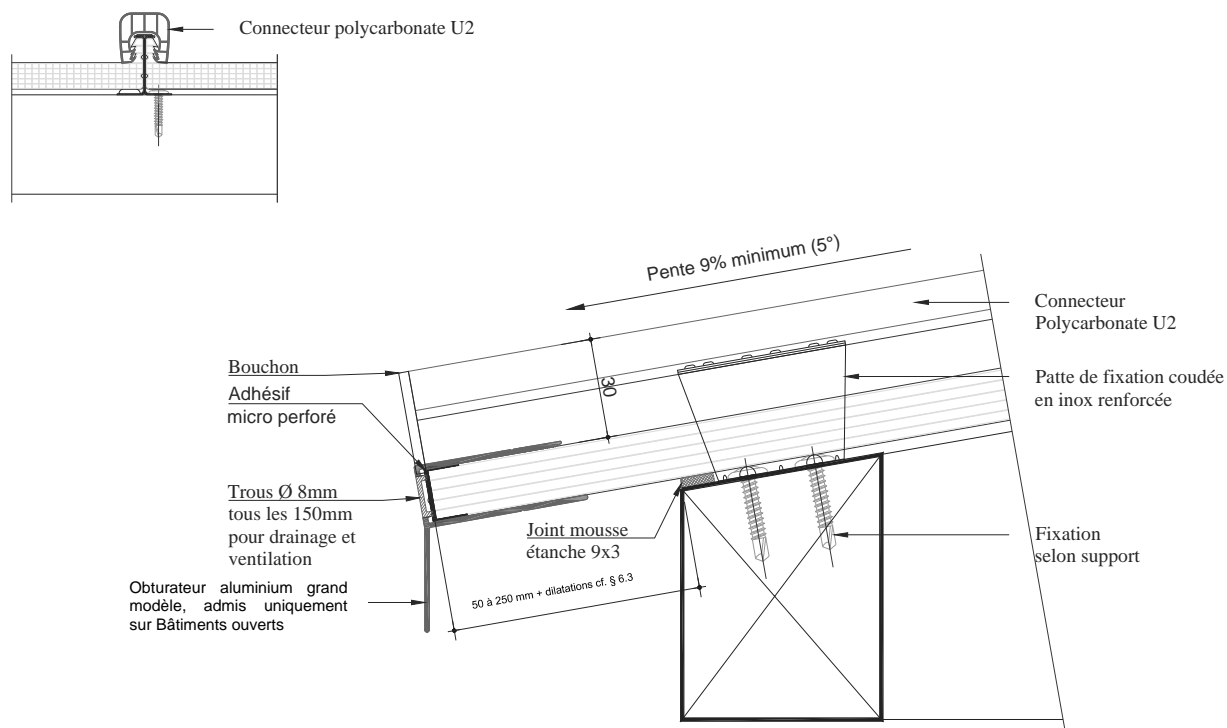 Connecteur polycarbonate U2
Pente 9% minimum (5°)
Connecteur
Polycarbonate U2
Bouchon
Adhésif
micro perforé
30
Patte de fixation coudée
en inox renforcée
Trous Ø 8mm
tous les 150mm
pour drainage et
ventilation
Joint mousse
étanche 9x3
Fixation
selon support
Obturateur aluminium grand
modèle, admis uniquement
sur Bâtiments ouverts
50 à 250 mm + dilatations cf. § 6.3